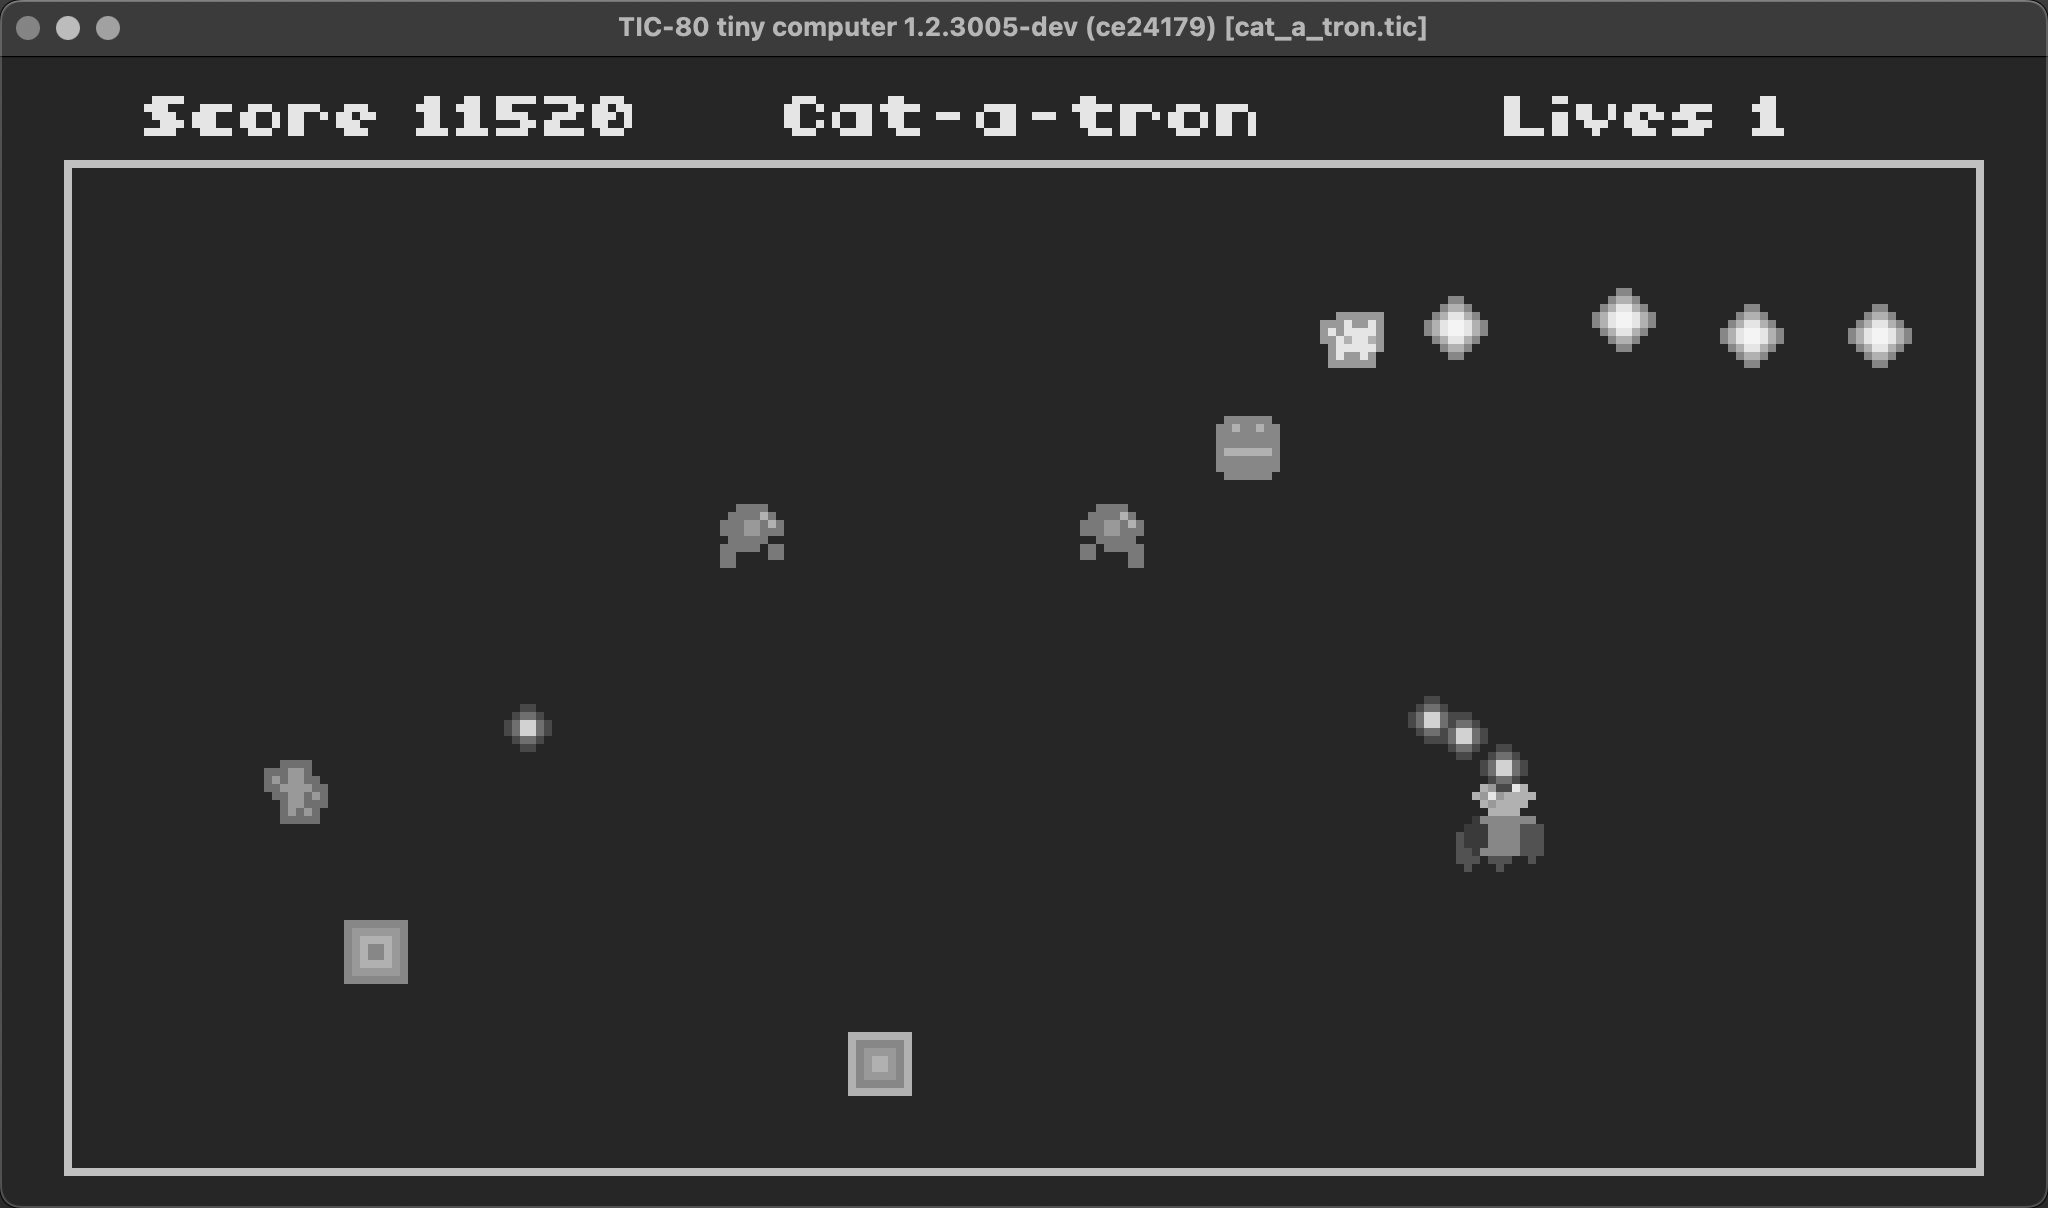 TIC-80 tiny computer 1.2.3005-dev (ce24179) [cat_a_tron.tic]
Score 11520 Cat-a-tron Lives 1